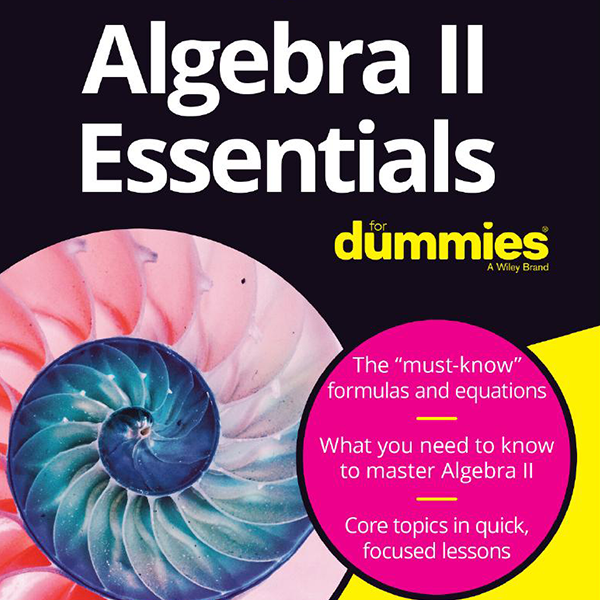 Algebra II
Essentials
for
dummies®
A Wiley Brand
The “must-know”
formulas and equations
What you need to know
to master Algebra II
Core topics in quick,
focused lessons